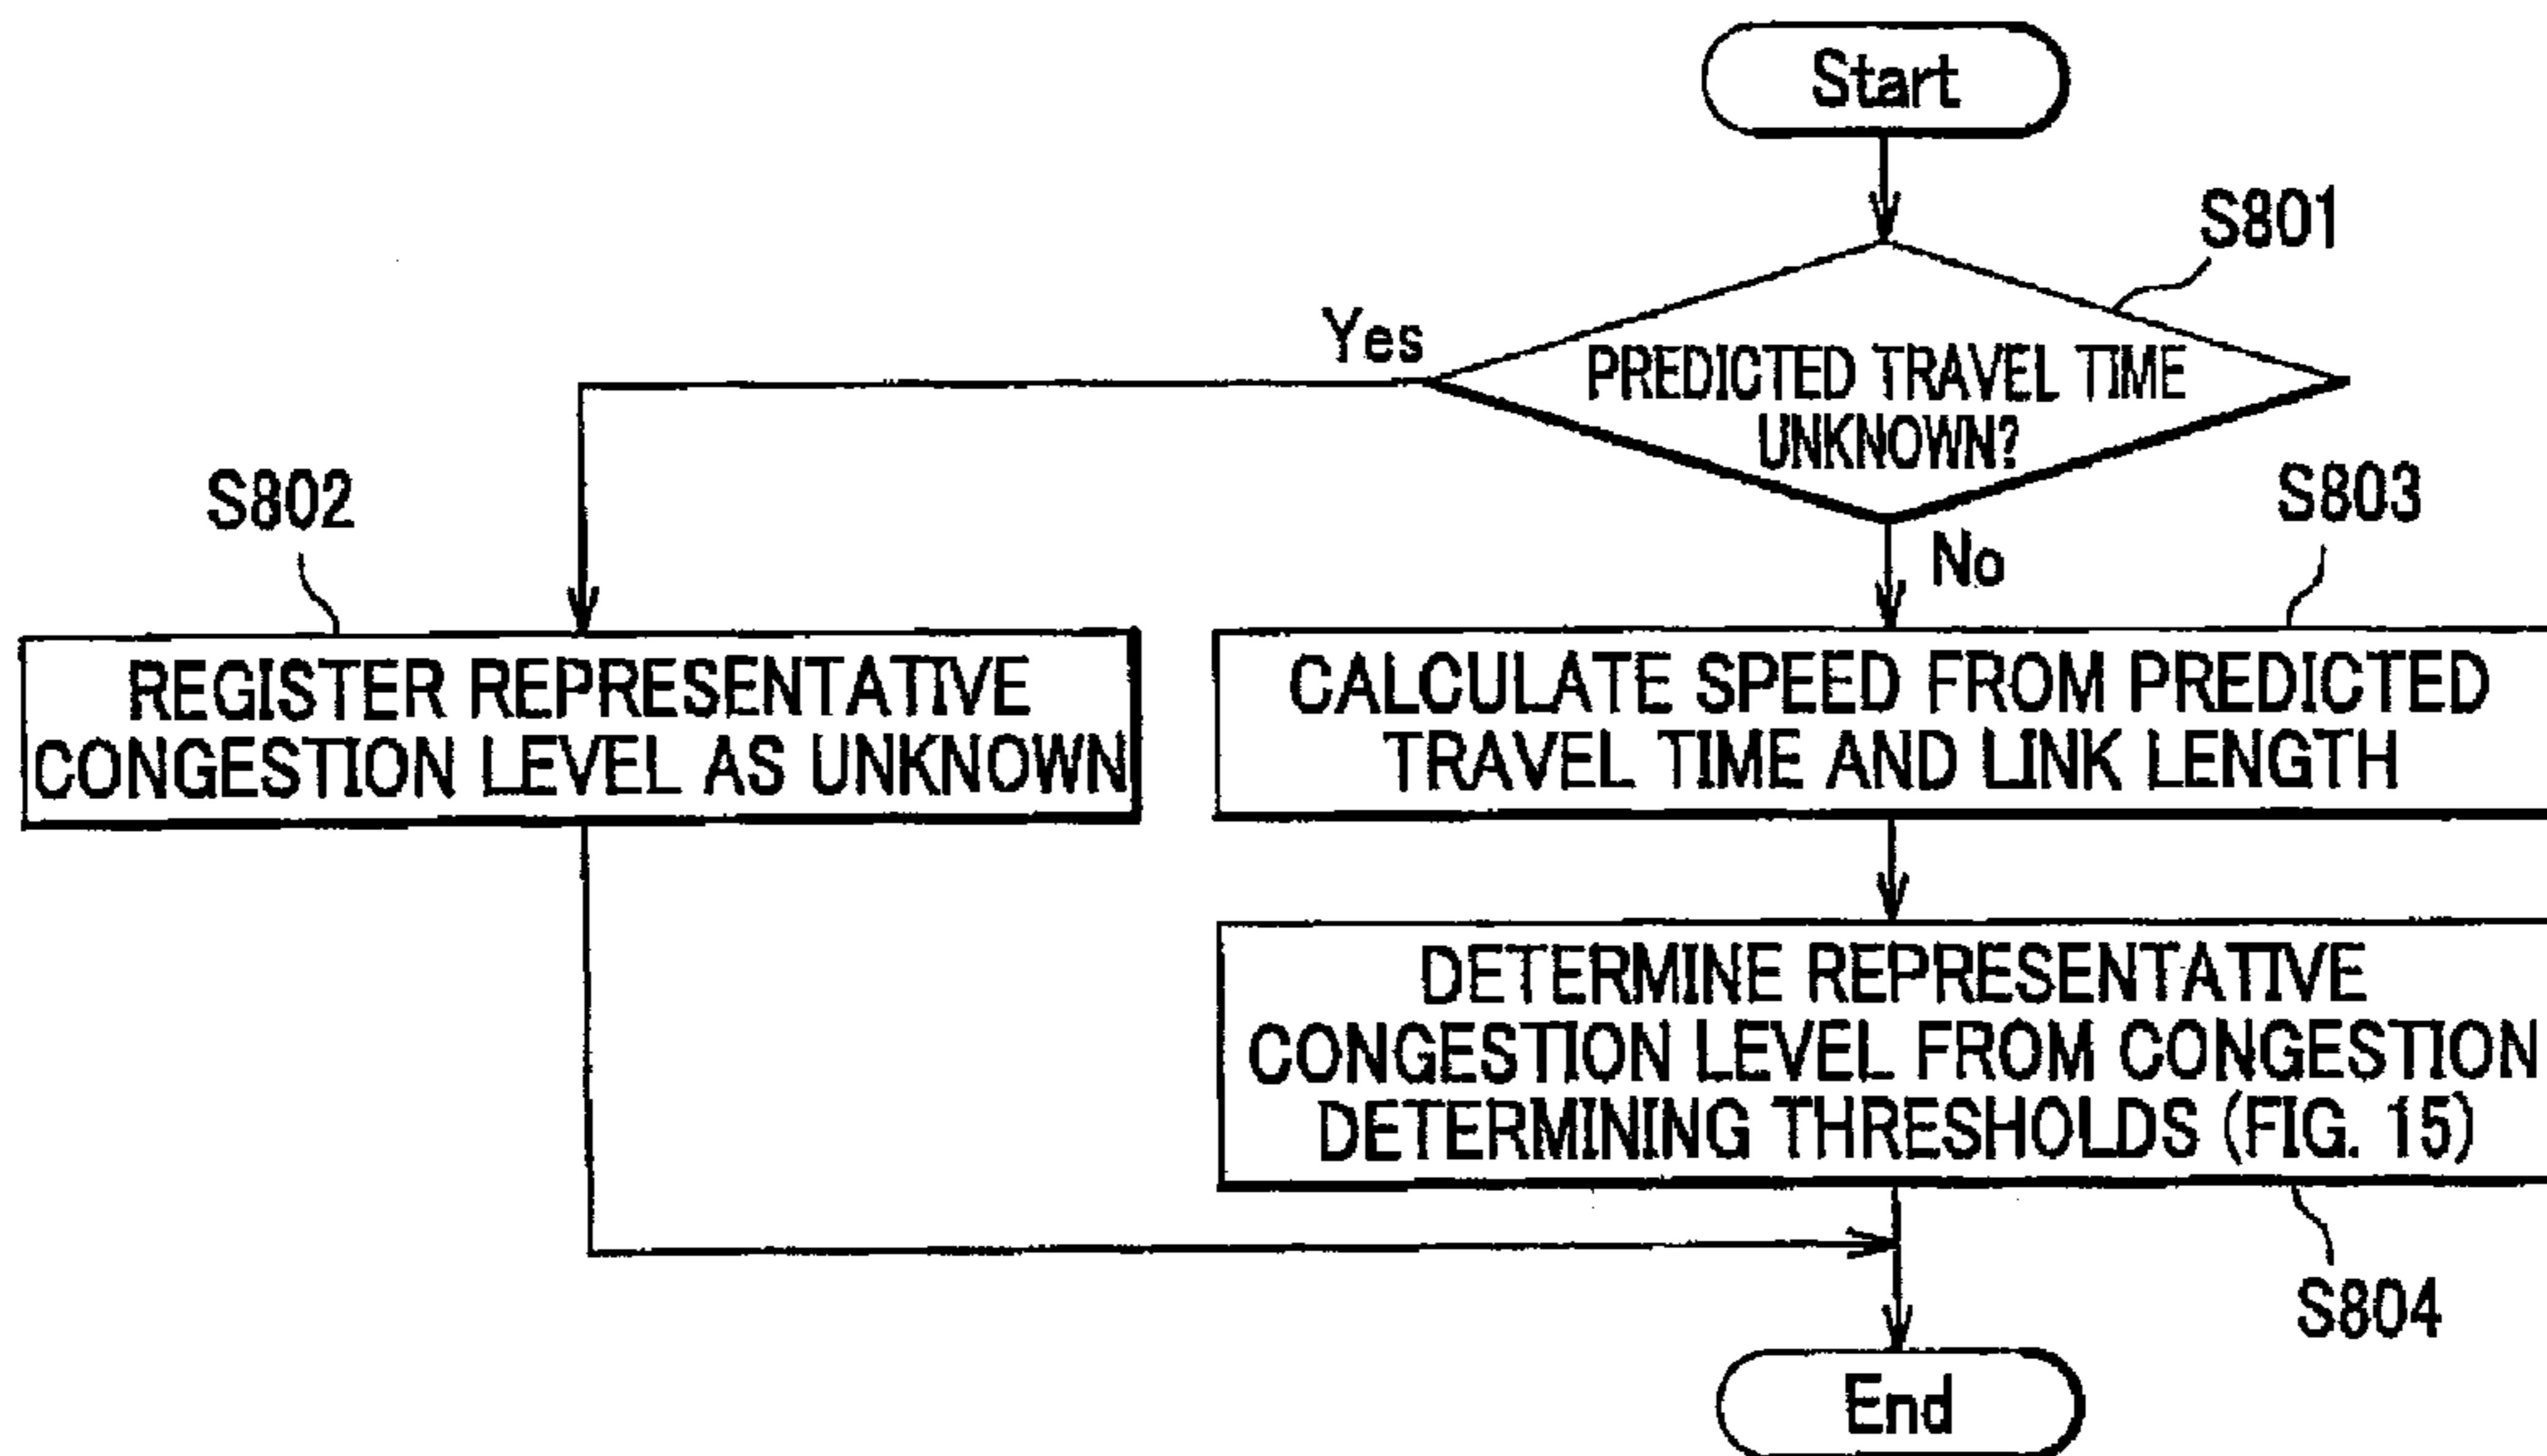 Start
S801
Yes
PREDICTED TRAVEL TIME
UNKNOWN?
S802
No
S803
REGISTER REPRESENTATIVE
CONGESTION LEVEL AS UNKNOWN
CALCULATE SPEED FROM PREDICTED
TRAVEL TIME AND LINK LENGTH
DETERMINE REPRESENTATIVE
CONGESTION LEVEL FROM CONGESTION
DETERMINING THRESHOLDS (FIG. 15)
S804
End